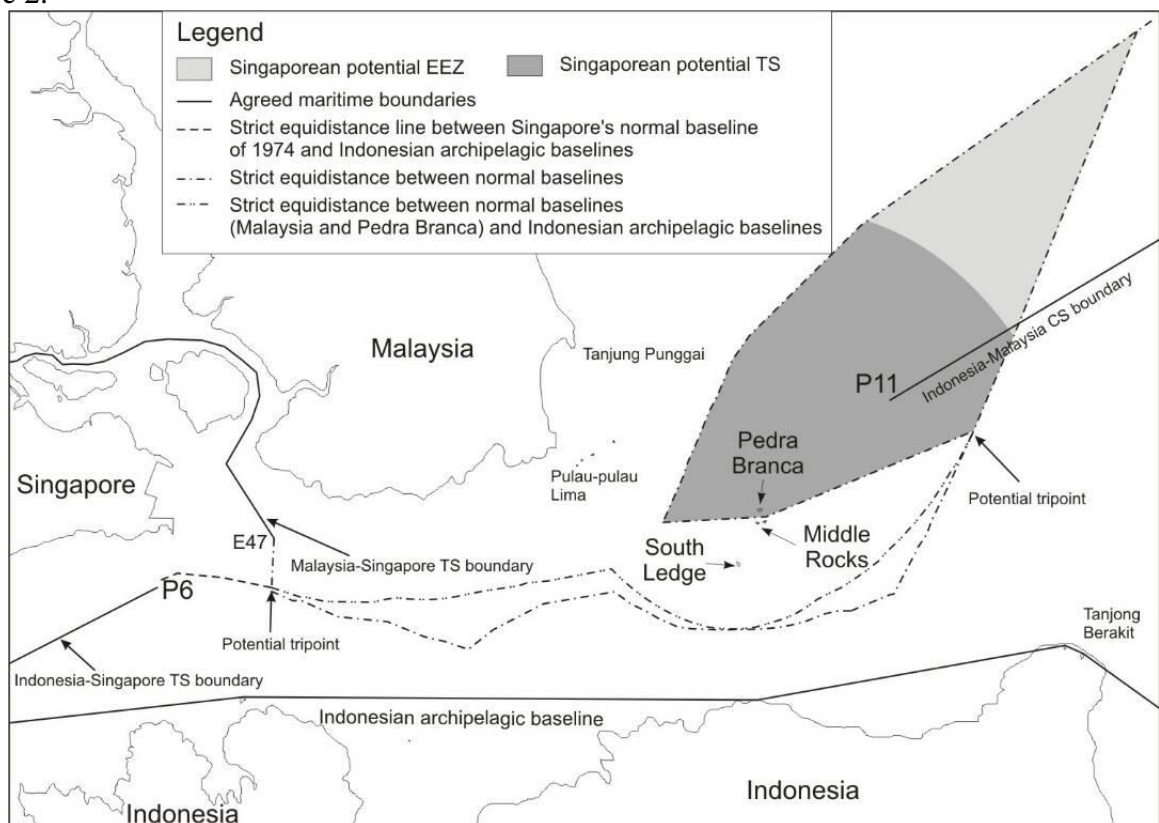 Legend
Singaporean potential EEZ
Singaporean potential TS
Agreed maritime boundaries
Strict equidistance line between Singapore's normal baseline
of 1974 and Indonesian archipelagic baselines
Strict equidistance between normal baselines
Strict equidistance between normal baselines
(Malaysia and Pedra Branca) and Indonesian archipelagic baselines
Malaysia
Tanjung Punggai
P11
Indonesia-Malaysia CS boundary
Pedra
Branca
Singapore
Pulau-pulau
Lima
Potential tripoint
E47
South
Ledge
Middle
Rocks
Malaysia-Singapore TS boundary
P6
Tanjong
Berakit
Potential tripoint
Indonesia-Singapore TS boundary
Indonesian archipelagic baseline
Indonesia
Indonesia